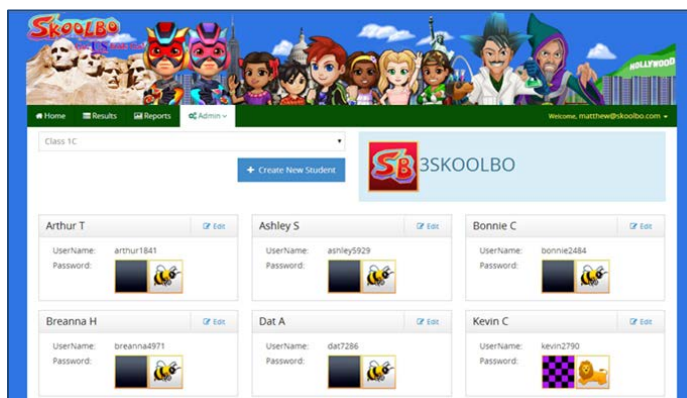 SKOOLBO
HOLLYWOOD
Home Results Reports Admin
Welcome, matthew@skoolbo.com
Class 1C
+ Create New Student
SB 3SKOOLBO
Arthur T Edit
UserName: arthur1841
Password:
Ashley S Edit
UserName: ashley5929
Password:
Bonnie C Edit
UserName: bonnie2484
Password:
Breanna H Edit
UserName: breanna4971
Password:
Dat A Edit
UserName: dat7286
Password:
Kevin C Edit
UserName: kevin2790
Password: